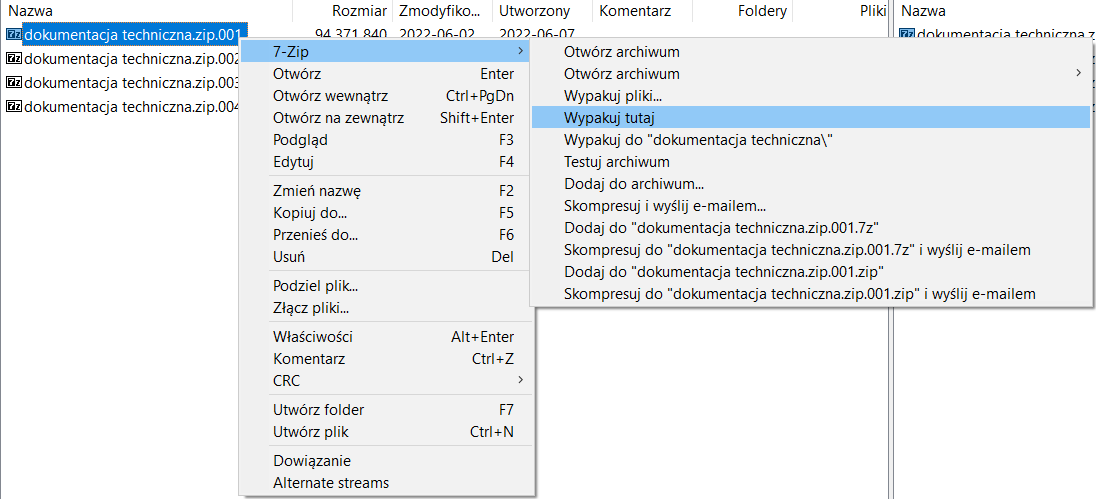 Nazwa Rozmiar Zmodyfiko... Utworzony Komentarz Foldery Pliki Nazwa
dokumentacja techniczna.zip.001 94 371 840 2022-06-02 2022-06-07 dokumentacja techniczna.z
dokumentacja techniczna.zip.002
dokumentacja techniczna.zip.003
dokumentacja techniczna.zip.004
7-Zip
Otwórz Enter
Otwórz wewnątrz Ctrl+PgDn
Otwórz na zewnątrz Shift+Enter
Podgląd F3
Edytuj F4
Zmień nazwę F2
Kopiuj do... F5
Przenieś do... F6
Usuń Del
Podziel plik...
Złącz pliki...
Właściwości Alt+Enter
Komentarz Ctrl+Z
CRC
Utwórz folder F7
Utwórz plik Ctrl+N
Dowiązanie
Alternate streams
Otwórz archiwum
Otwórz archiwum
Wypakuj pliki...
Wypakuj tutaj
Wypakuj do "dokumentacja techniczna\"
Testuj archiwum
Dodaj do archiwum...
Skompresuj i wyślij e-mailem...
Dodaj do "dokumentacja techniczna.zip.001.7z"
Skompresuj do "dokumentacja techniczna.zip.001.7z" i wyślij e-mailem
Dodaj do "dokumentacja techniczna.zip.001.zip"
Skompresuj do "dokumentacja techniczna.zip.001.zip" i wyślij e-mailem